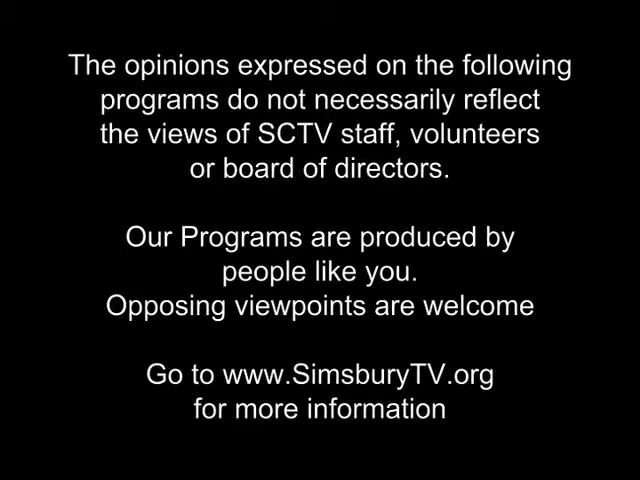 The opinions expressed on the following
programs do not necessarily reflect
the views of SCTV staff, volunteers
or board of directors.
Our Programs are produced by
people like you.
Opposing viewpoints are welcome
Go to www.SimsburyTV.org
for more information